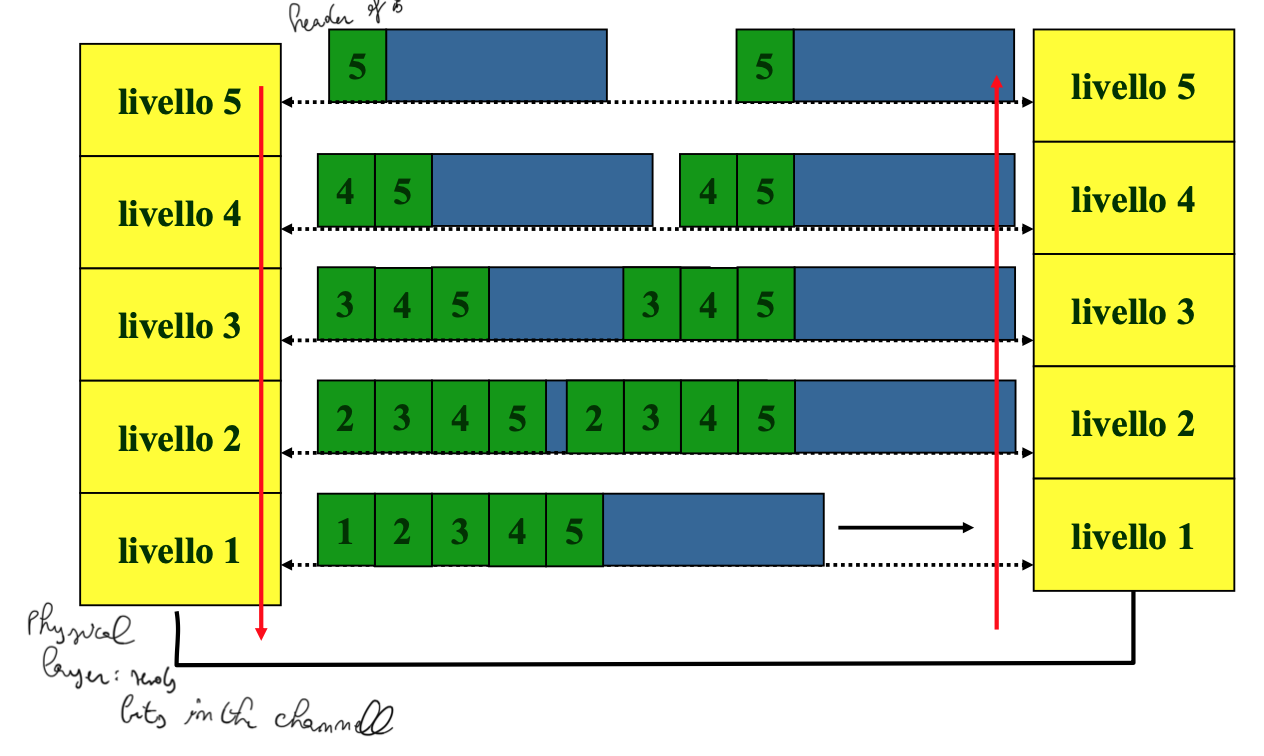 header of 5
5 5
livello 5 livello 5
4 5 4 5
livello 4 livello 4
3 4 5 3 4 5
livello 3 livello 3
2 3 4 5 2 3 4 5
livello 2 livello 2
1 2 3 4 5
livello 1 livello 1
Physical
layer: sends
bits in the channell